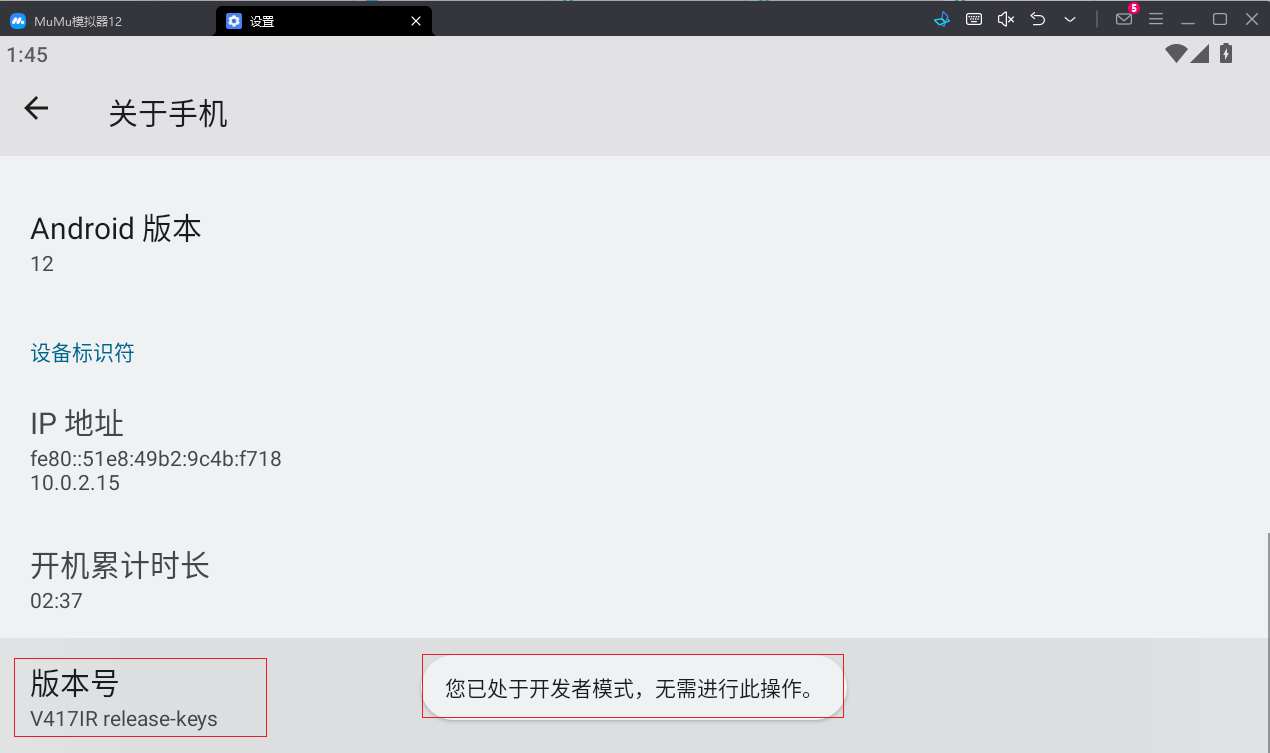 MuMu模拟器12
设置
5
1:45
关于手机
Android 版本
12
设备标识符
IP 地址
fe80::51e8:49b2:9c4b:f718
10.0.2.15
开机累计时长
02:37
版本号
V417IR release-keys
您已处于开发者模式，无需进行此操作。